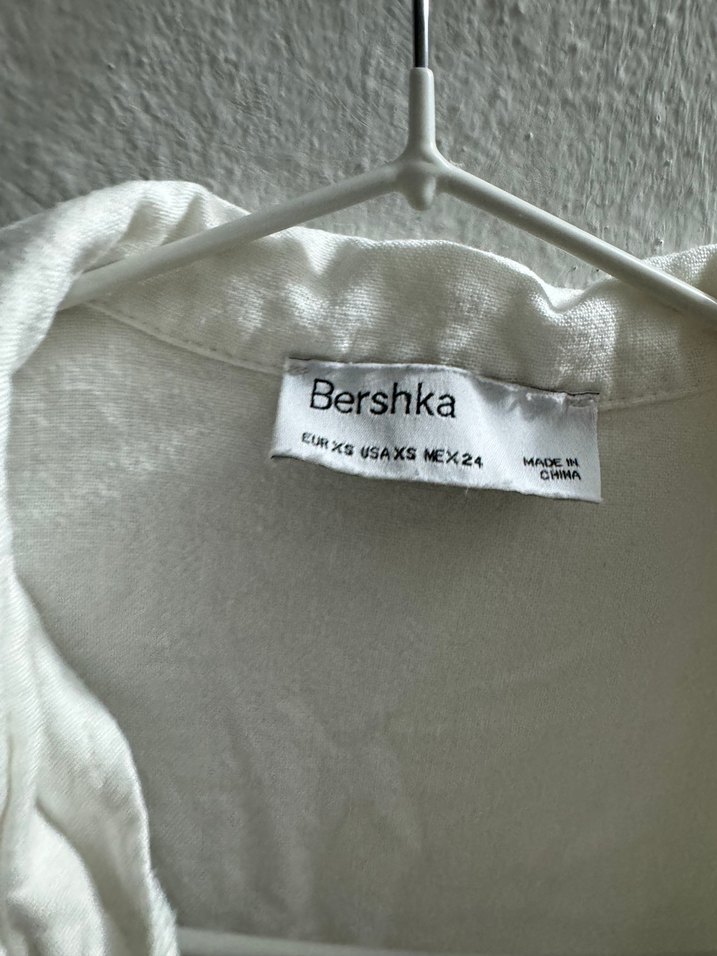 Bershka
EUR XS USA XS MEX 24
MADE IN
CHINA